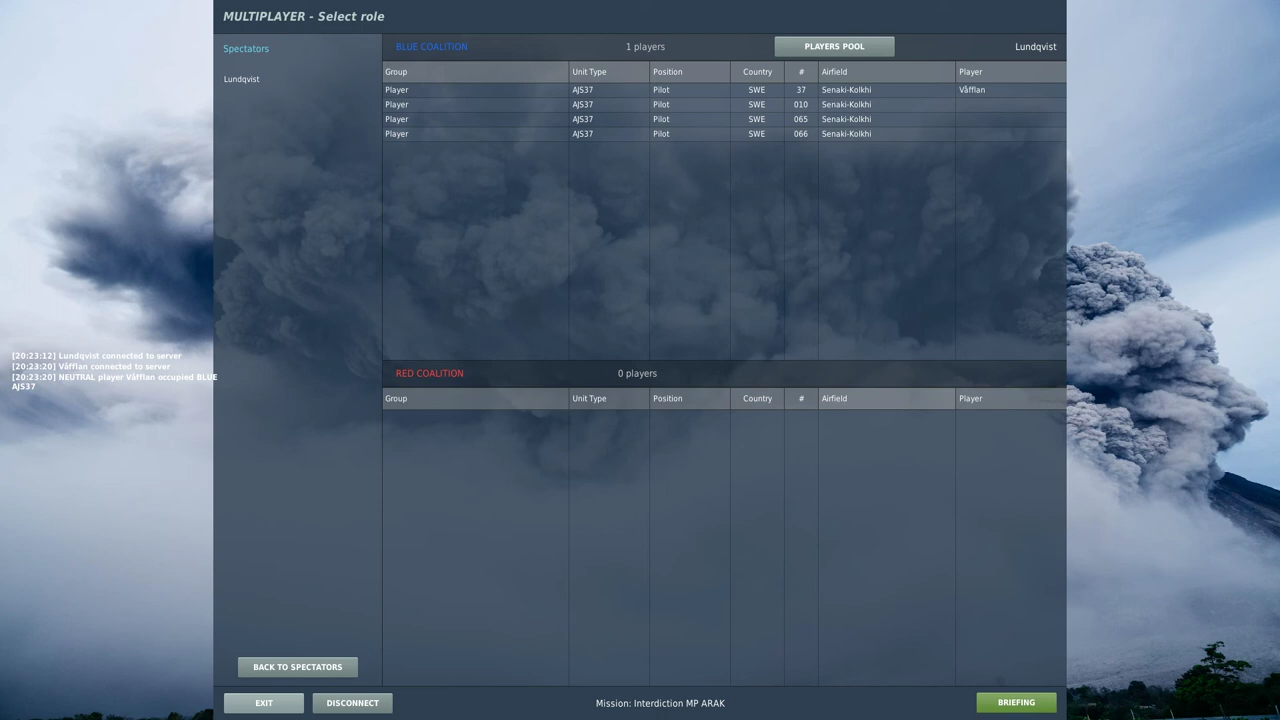 MULTIPLAYER - Select role
Spectators
Lundqvist
BLUE COALITION 1 players PLAYERS POOL Lundqvist
Group Unit Type Position Country # Airfield Player
Player AJS37 Pilot SWE 37 Senaki-Kolkhi Våfflan
Player AJS37 Pilot SWE 010 Senaki-Kolkhi
Player AJS37 Pilot SWE 065 Senaki-Kolkhi
Player AJS37 Pilot SWE 066 Senaki-Kolkhi
[20:23:12] Lundqvist connected to server
[20:23:20] Våfflan connected to server
[20:23:20] NEUTRAL player Våfflan occupied BLUE
AJS37
RED COALITION 0 players
Group Unit Type Position Country # Airfield Player
BACK TO SPECTATORS
EXIT DISCONNECT Mission: Interdiction MP ARAK BRIEFING